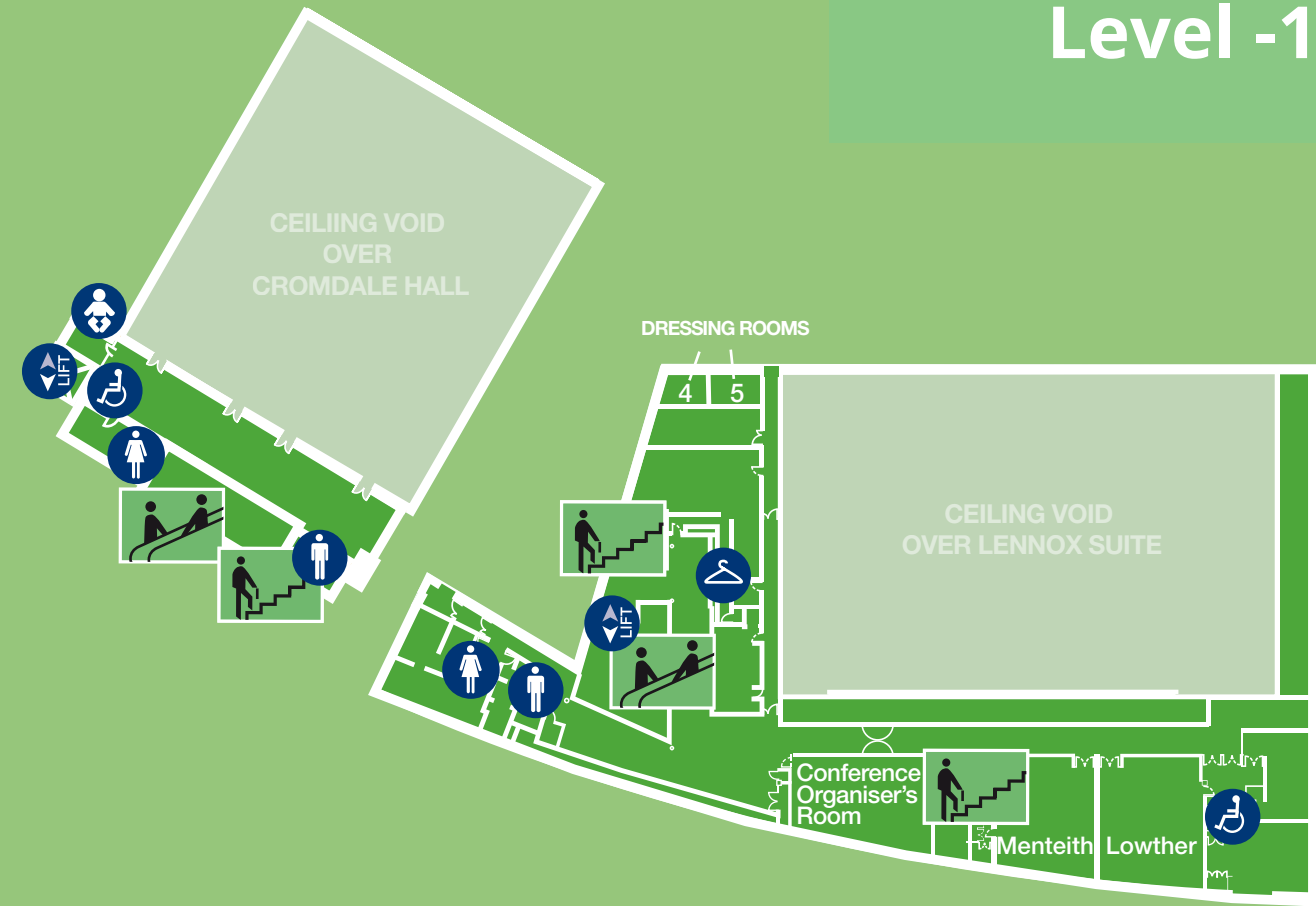 Level -1
CEILIING VOID
OVER
CROMDALE HALL
DRESSING ROOMS
4
5
LIFT
CEILING VOID
OVER LENNOX SUITE
LIFT
Conference
Organiser's
Room
Menteith
Lowther